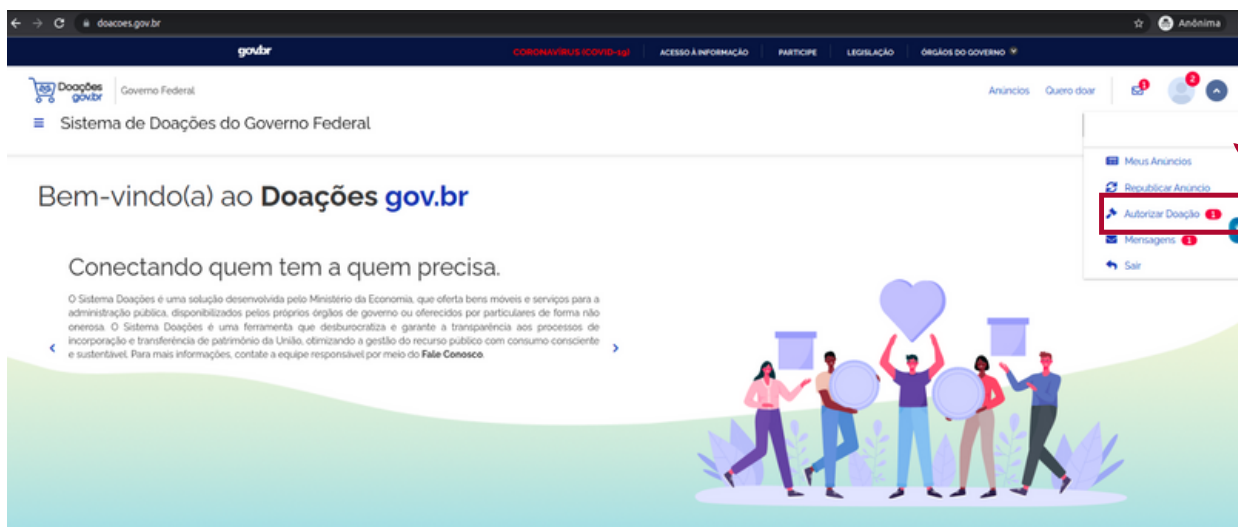 doacoes.gov.br
Anônima
gov.br
CORONAVÍRUS (COVID-19)
ACESSO À INFORMAÇÃO
PARTICIPE
LEGISLAÇÃO
ÓRGÃOS DO GOVERNO
Doações
gov.br
Governo Federal
Anúncios
Quero doar
1
2
Sistema de Doações do Governo Federal
Meus Anúncios
Republicar Anúncio
Autorizar Doação 1
Mensagens 1
Sair
Bem-vindo(a) ao Doações gov.br
Conectando quem tem a quem precisa.
O Sistema Doações é uma solução desenvolvida pelo Ministério da Economia, que oferta bens móveis e serviços para a
administração pública, disponibilizados pelos próprios órgãos de governo ou oferecidos por particulares de forma não
onerosa. O Sistema Doações é uma ferramenta que desburocratiza e garante a transparência aos processos de
incorporação e transferência de patrimônio da União, otimizando a gestão do recurso público com consumo consciente
e sustentável. Para mais informações, contate a equipe responsável por meio do Fale Conosco.